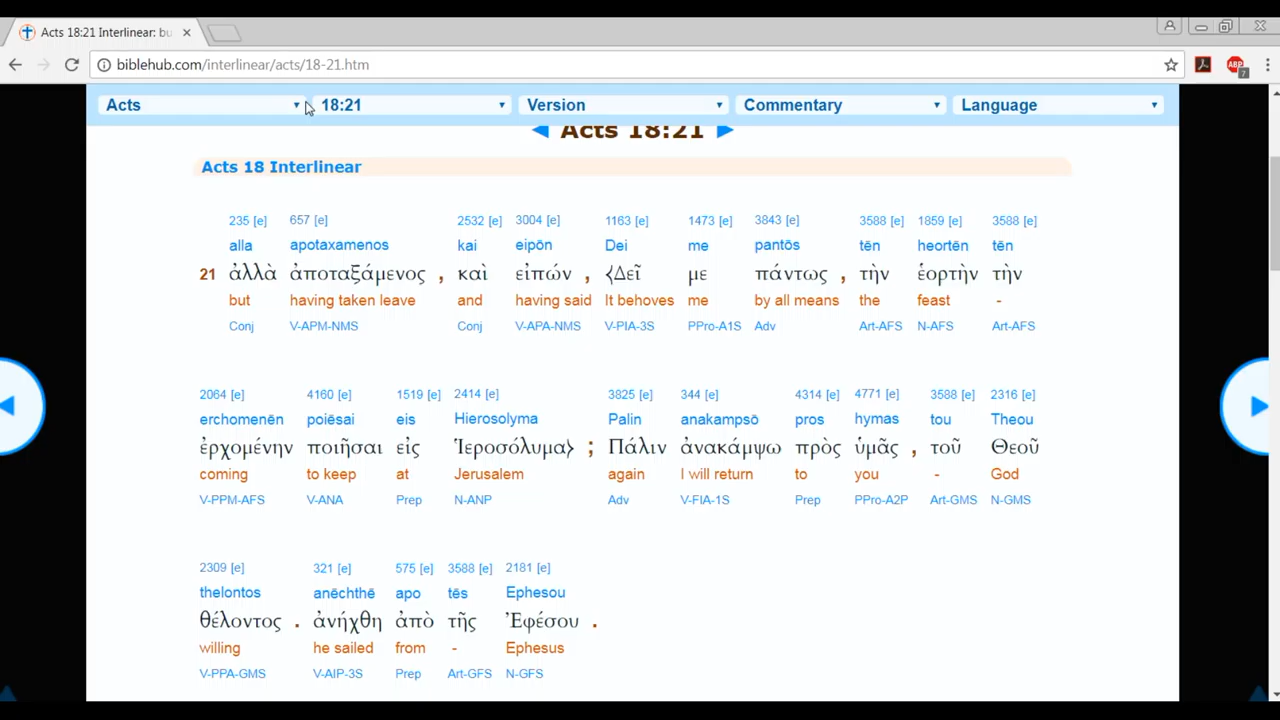 Acts 18:21 Interlinear: bu
biblehub.com/interlinear/acts/18-21.htm
ABP
7
Acts 18:21 Version Commentary Language
Acts 18:21
Acts 18 Interlinear
235 [e] 657 [e] 2532 [e] 3004 [e] 1163 [e] 1473 [e] 3843 [e] 3588 [e] 1859 [e] 3588 [e]
alla apotaxamenos kai eipōn Dei me pantōs tēn heortēn tēn
21 ἀλλὰ ἀποταξάμενος , καὶ εἰπών , ⧼Δεῖ με πάντως , τὴν ἑορτὴν τὴν
but having taken leave and having said It behoves me by all means the feast -
Conj V-APM-NMS Conj V-APA-NMS V-PIA-3S PPro-A1S Adv Art-AFS N-AFS Art-AFS
2064 [e] 4160 [e] 1519 [e] 2414 [e] 3825 [e] 344 [e] 4314 [e] 4771 [e] 3588 [e] 2316 [e]
erchomenēn poiēsai eis Hierosolyma Palin anakampsō pros hymas tou Theou
ἐρχομένην ποιῆσαι εἰς Ἱεροσόλυμα⧽ ; Πάλιν ἀνακάμψω πρὸς ὑμᾶς , τοῦ Θεοῦ
coming to keep at Jerusalem again I will return to you - God
V-PPM-AFS V-ANA Prep N-ANP Adv V-FIA-1S Prep PPro-A2P Art-GMS N-GMS
2309 [e] 321 [e] 575 [e] 3588 [e] 2181 [e]
thelontos anēchthē apo tēs Ephesou
θέλοντος . ἀνήχθη ἀπὸ τῆς Ἐφέσου .
willing he sailed from - Ephesus
V-PPA-GMS V-AIP-3S Prep Art-GFS N-GFS